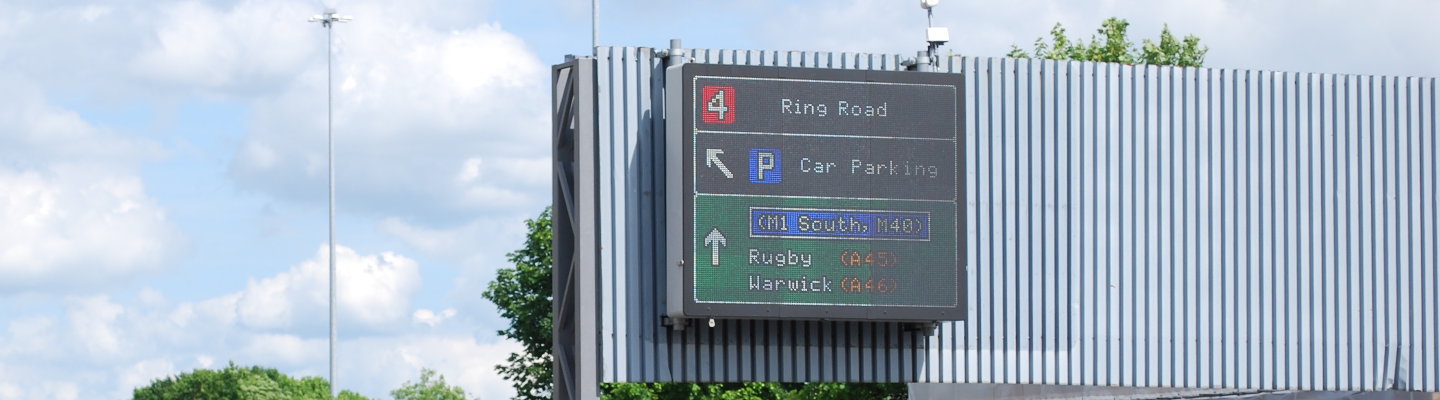 4 Ring Road
P Car Parking
(M1 South, M40)
Rugby (A45)
Warwick (A46)